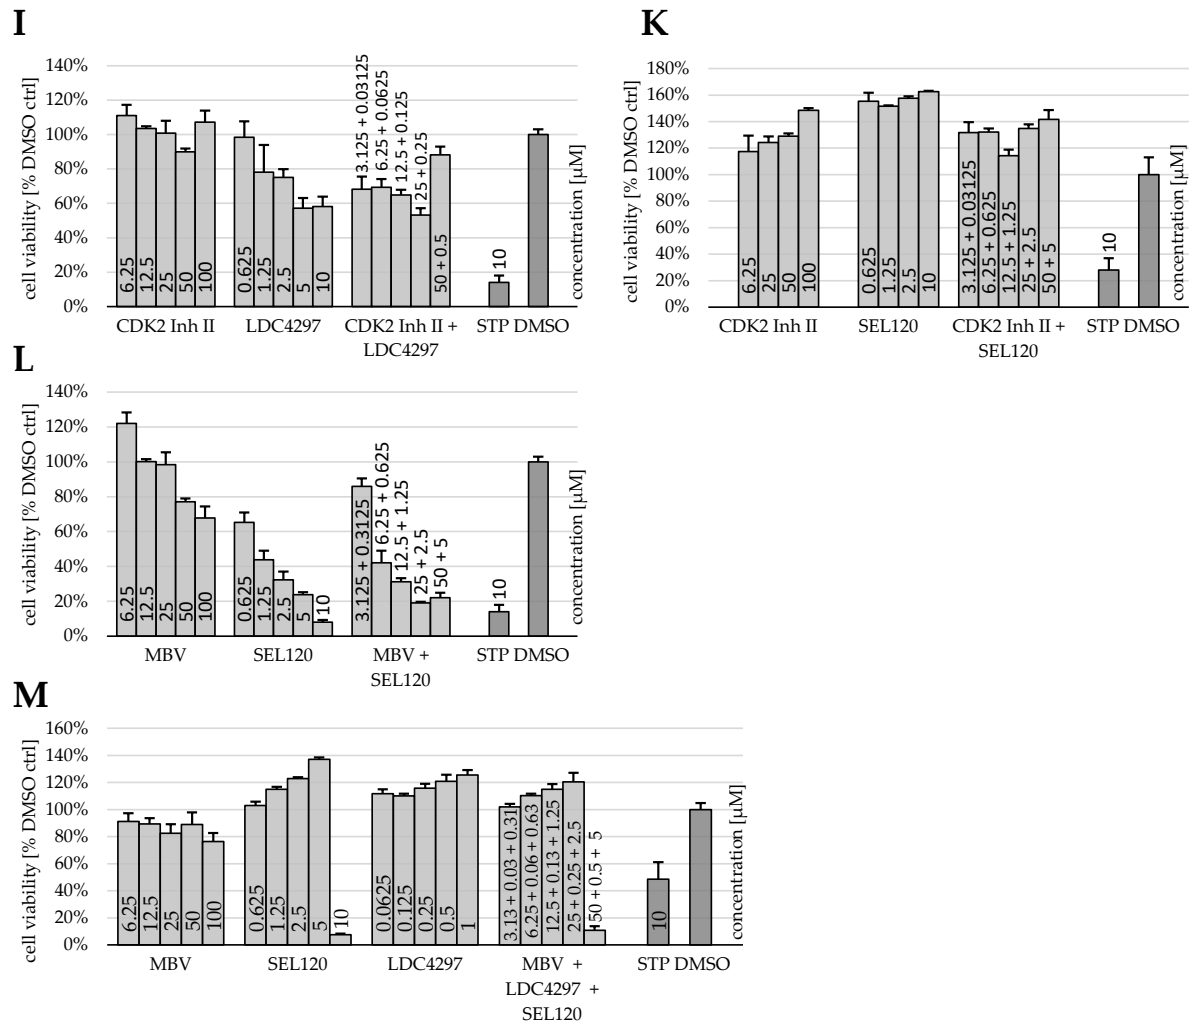 I
cell viability [% DMSO ctrl]
140%
120%
100%
80%
60%
40%
20%
0%
6.25
12.5
25
50
100
0.625
1.25
2.5
5
10
3.125 + 0.03125
6.25 + 0.0625
12.5 + 0.125
25 + 0.25
50 + 0.5
10
concentration [µM]
CDK2 Inh II
LDC4297
CDK2 Inh II +
LDC4297
STP DMSO
K
cell viability [% DMSO ctrl]
180%
160%
140%
120%
100%
80%
60%
40%
20%
0%
6.25
25
50
100
0.625
1.25
2.5
10
3.125 + 0.03125
6.25 + 0.625
12.5 + 1.25
25 + 2.5
50 + 5
10
concentration [µM]
CDK2 Inh II
SEL120
CDK2 Inh II +
SEL120
STP DMSO
L
cell viability [% DMSO ctrl]
140%
120%
100%
80%
60%
40%
20%
0%
6.25
12.5
25
50
100
0.625
1.25
2.5
5
10
3.125 + 0.3125
6.25 + 0.625
12.5 + 1.25
25 + 2.5
50 + 5
10
concentration [µM]
MBV
SEL120
MBV +
SEL120
STP DMSO
M
cell viability [% DMSO ctrl]
160%
140%
120%
100%
80%
60%
40%
20%
0%
6.25
12.5
25
50
100
0.625
1.25
2.5
5
10
0.0625
0.125
0.25
0.5
1
3.13 + 0.03 + 0.31
6.25 + 0.06 + 0.63
12.5 + 0.13 + 1.25
25 + 0.25 + 2.5
50 + 0.5 + 5
10
concentration [µM]
MBV
SEL120
LDC4297
MBV +
LDC4297 +
SEL120
STP DMSO